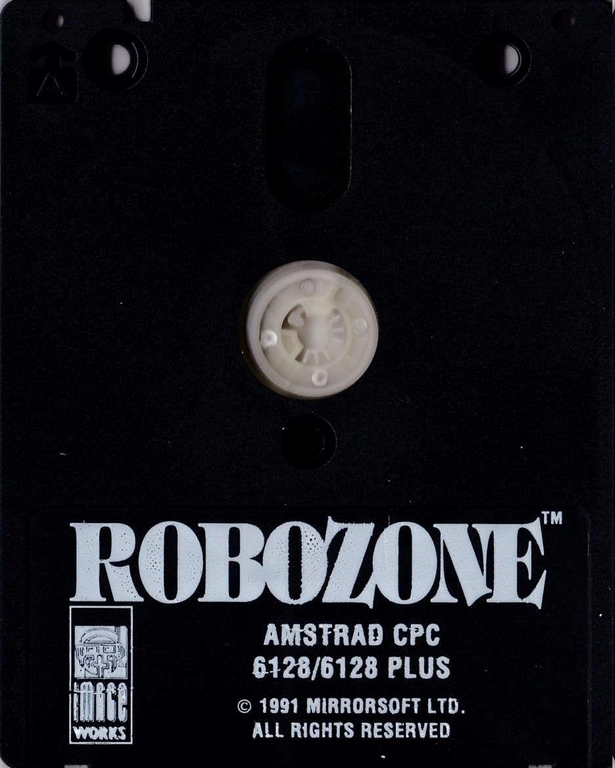 ROBOZONE™
AMSTRAD CPC
6128/6128 PLUS
© 1991 MIRRORSOFT LTD.
ALL RIGHTS RESERVED
IMAGE
WORKS